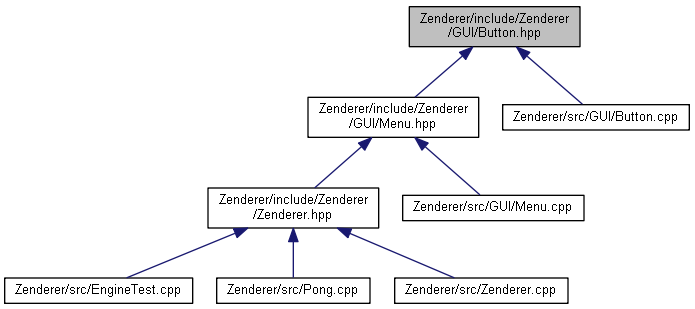 Zenderer/include/Zenderer
/GUI/Button.hpp
Zenderer/include/Zenderer
/GUI/Menu.hpp
Zenderer/src/GUI/Button.cpp
Zenderer/include/Zenderer
/Zenderer.hpp
Zenderer/src/GUI/Menu.cpp
Zenderer/src/EngineTest.cpp
Zenderer/src/Pong.cpp
Zenderer/src/Zenderer.cpp